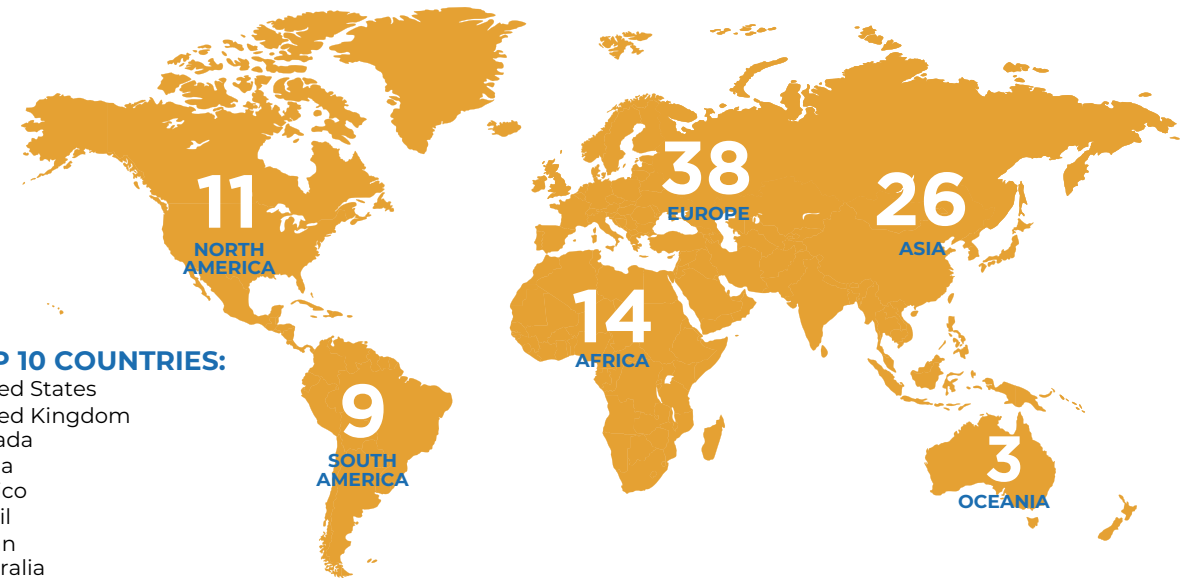 38
EUROPE
11
NORTH
AMERICA
26
ASIA
14
AFRICA
P 10 COUNTRIES:
ed States
ed Kingdom
ada
a
ico
il
n
ralia
9
SOUTH
AMERICA
3
OCEANIA